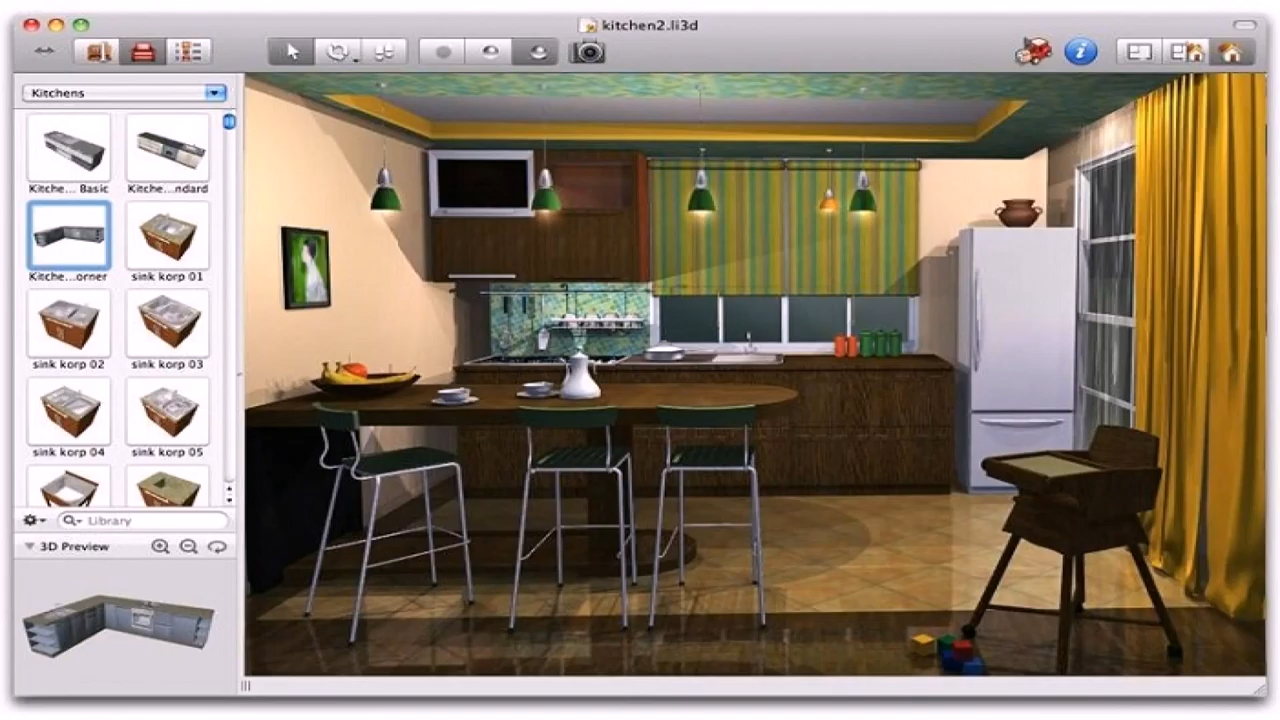 kitchen2.li3d
Kitchens
Kitche... Basic
Kitche...ndard
Kitche...orner
sink korp 01
sink korp 02
sink korp 03
sink korp 04
sink korp 05
Library
3D Preview